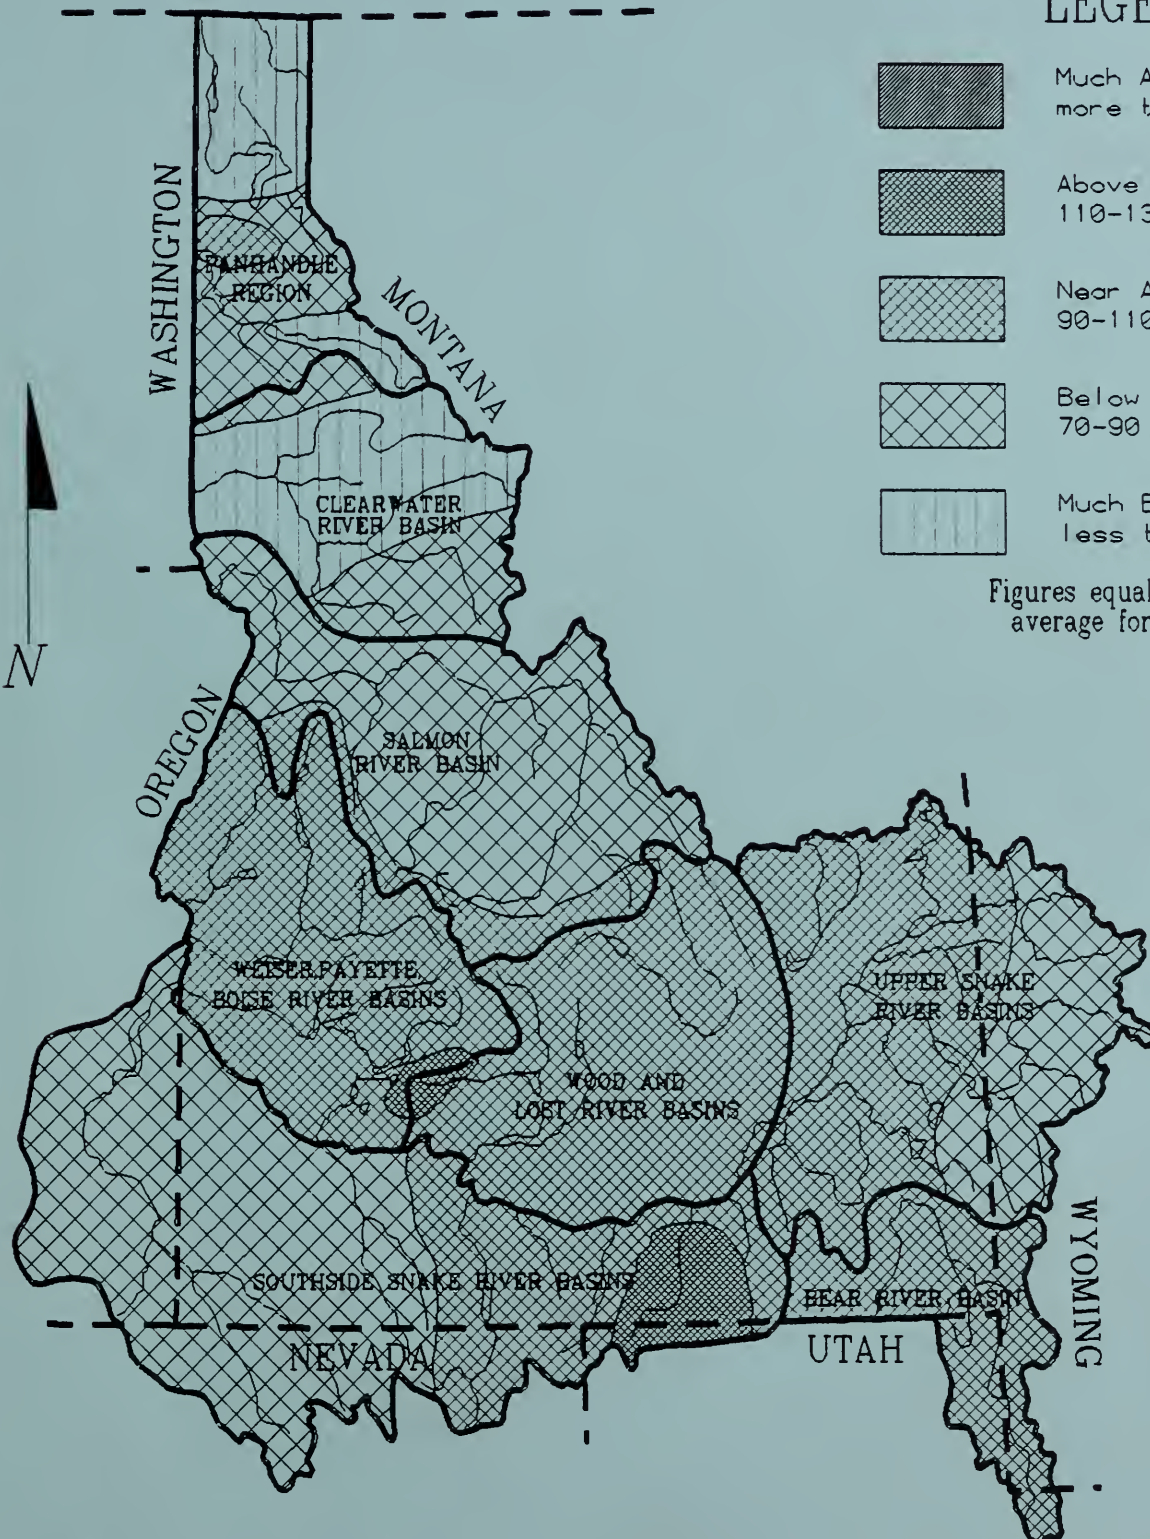 LEGE
Much A
more t
Above
110-13
Near A
90-110
Below
70-90
Much B
less t
Figures equal
average for
WASHINGTON
MONTANA
PANHANDLE
REGION
CLEARWATER
RIVER BASIN
N
OREGON
SALMON
RIVER BASIN
WEISER,PAYETTE,
BOISE RIVER BASINS
UPPER SNAKE
RIVER BASINS
WOOD AND
LOST RIVER BASINS
SOUTHSIDE SNAKE RIVER BASINS
BEAR RIVER BASIN
WYOMING
NEVADA
UTAH